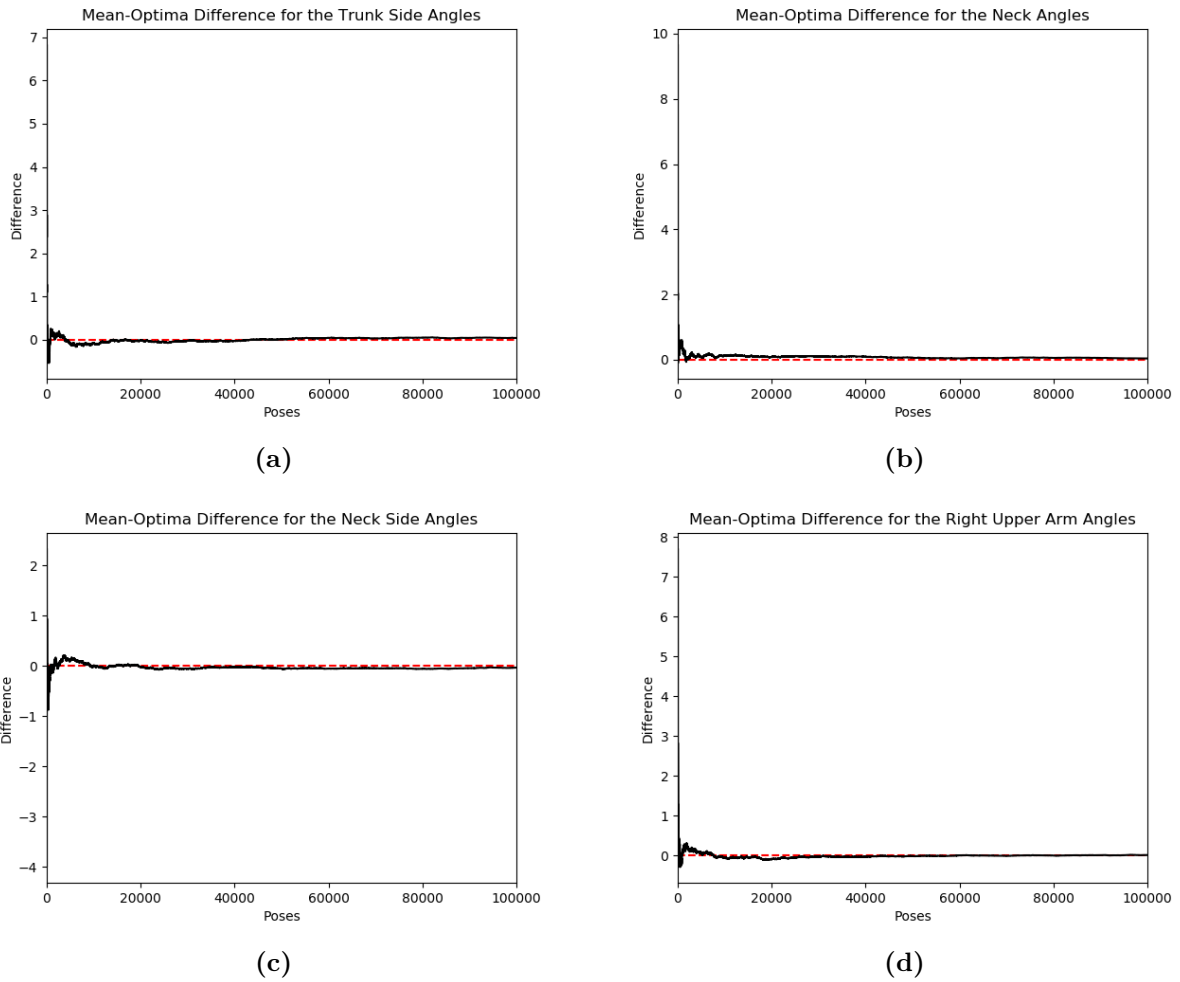 Mean-Optima Difference for the Trunk Side Angles
7
6
5
4
3
2
1
0
Difference
0 20000 40000 60000 80000 100000
Poses
(a)
Mean-Optima Difference for the Neck Angles
10
8
6
4
2
0
Difference
0 20000 40000 60000 80000 100000
Poses
(b)
Mean-Optima Difference for the Neck Side Angles
2
1
0
−1
−2
−3
−4
Difference
0 20000 40000 60000 80000 100000
Poses
(c)
Mean-Optima Difference for the Right Upper Arm Angles
8
7
6
5
4
3
2
1
0
Difference
0 20000 40000 60000 80000 100000
Poses
(d)